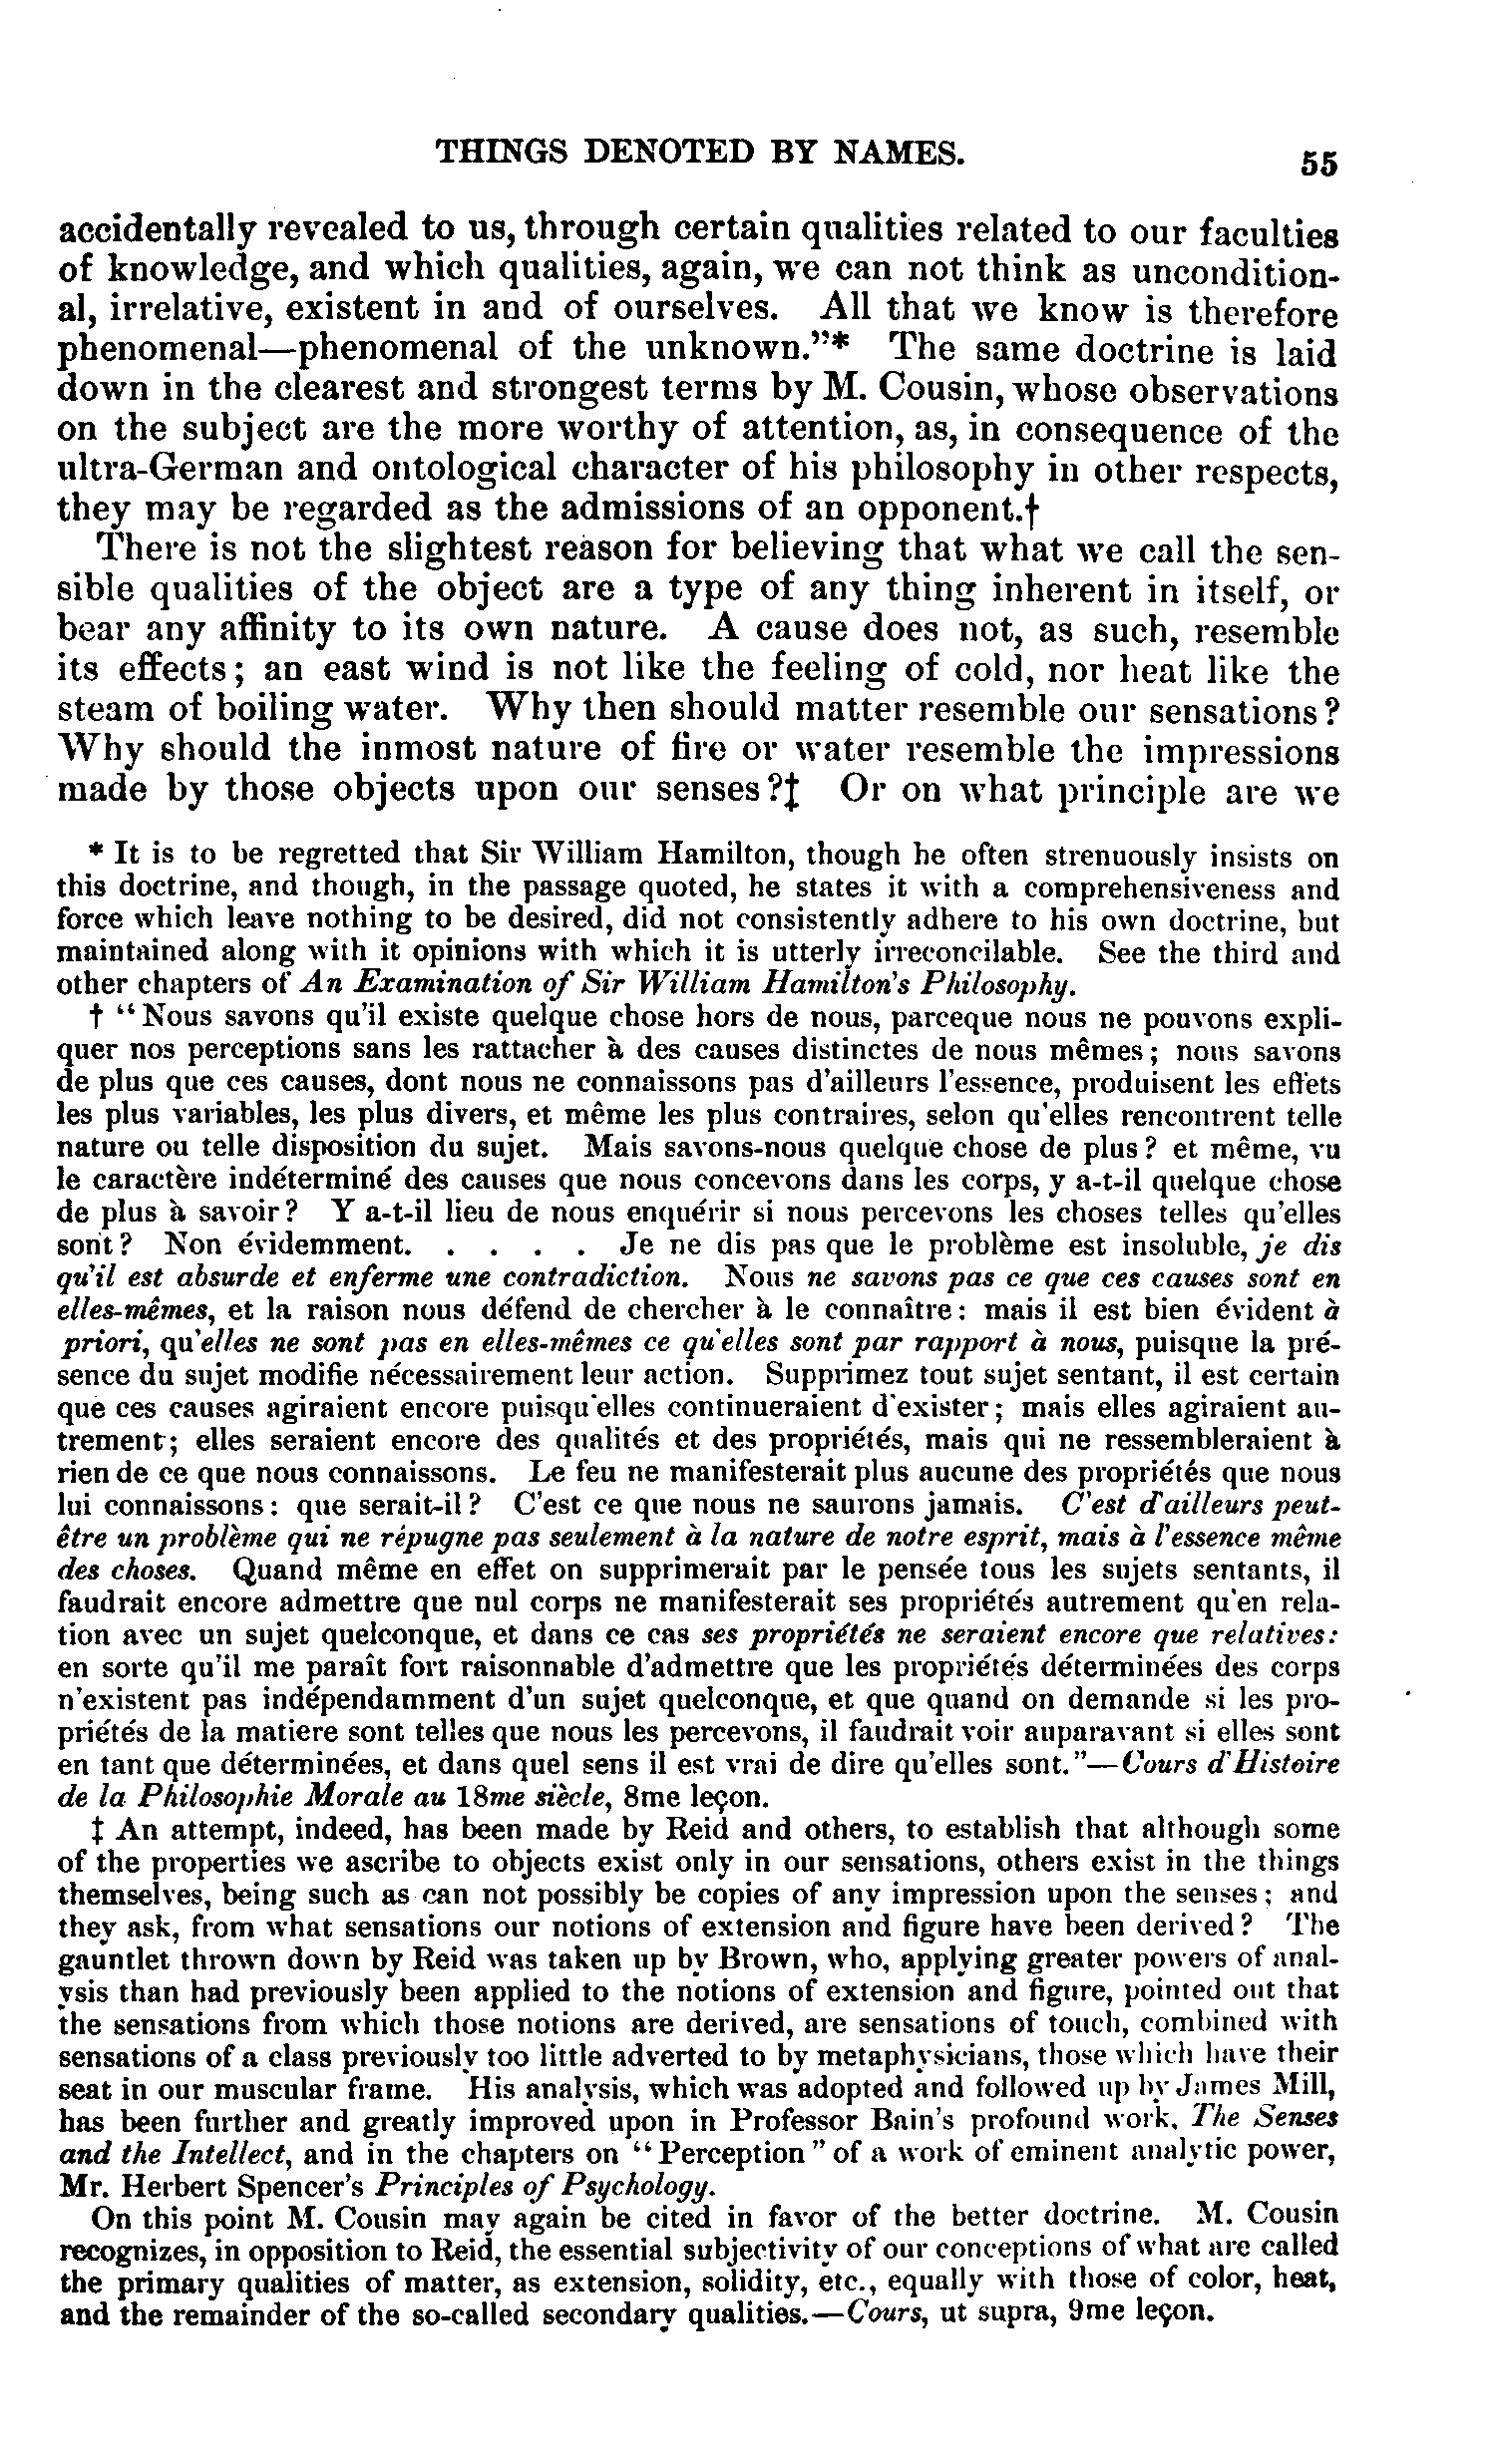 THINGS DENOTED BY NAMES.
55
accidentally revealed to us, through certain qualities related to our faculties
of knowledge, and which qualities, again, we can not think as uncondition-
al, irrelative, existent in and of ourselves. All that we know is therefore
phenomenal—phenomenal of the unknown."* The same doctrine is laid
down in the clearest and strongest terms by M. Cousin, whose observations
on the subject are the more worthy of attention, as, in consequence of the
ultra-German and ontological character of his philosophy in other respects,
they may be regarded as the admissions of an opponent.†
There is not the slightest reason for believing that what we call the sen-
sible qualities of the object are a type of any thing inherent in itself, or
bear any affinity to its own nature. A cause does not, as such, resemble
its effects; an east wind is not like the feeling of cold, nor heat like the
steam of boiling water. Why then should matter resemble our sensations?
Why should the inmost nature of fire or water resemble the impressions
made by those objects upon our senses?‡ Or on what principle are we
* It is to be regretted that Sir William Hamilton, though he often strenuously insists on
this doctrine, and though, in the passage quoted, he states it with a comprehensiveness and
force which leave nothing to be desired, did not consistently adhere to his own doctrine, but
maintained along with it opinions with which it is utterly irreconcilable. See the third and
other chapters of An Examination of Sir William Hamilton's Philosophy.
† "Nous savons qu'il existe quelque chose hors de nous, parceque nous ne pouvons expli-
quer nos perceptions sans les rattacher à des causes distinctes de nous mêmes; nous savons
de plus que ces causes, dont nous ne connaissons pas d'ailleurs l'essence, produisent les effets
les plus variables, les plus divers, et même les plus contraires, selon qu'elles rencontrent telle
nature ou telle disposition du sujet. Mais savons-nous quelque chose de plus? et même, vu
le caractère indéterminé des causes que nous concevons dans les corps, y a-t-il quelque chose
de plus à savoir? Y a-t-il lieu de nous enquérir si nous percevons les choses telles qu'elles
sont? Non évidemment. . . . . Je ne dis pas que le problème est insoluble, je dis
qu'il est absurde et enferme une contradiction. Nous ne savons pas ce que ces causes sont en
elles-mêmes, et la raison nous défend de chercher à le connaître: mais il est bien évident à
priori, qu'elles ne sont pas en elles-mêmes ce qu'elles sont par rapport à nous, puisque la pré-
sence du sujet modifie nécessairement leur action. Supprimez tout sujet sentant, il est certain
que ces causes agiraient encore puisqu'elles continueraient d'exister; mais elles agiraient au-
trement; elles seraient encore des qualités et des propriétés, mais qui ne ressembleraient à
rien de ce que nous connaissons. Le feu ne manifesterait plus aucune des propriétés que nous
lui connaissons: que serait-il? C'est ce que nous ne saurons jamais. C'est d'ailleurs peut-
être un problème qui ne répugne pas seulement à la nature de notre esprit, mais à l'essence même
des choses. Quand même en effet on supprimerait par le pensée tous les sujets sentants, il
faudrait encore admettre que nul corps ne manifesterait ses propriétés autrement qu'en rela-
tion avec un sujet quelconque, et dans ce cas ses propriétés ne seraient encore que relatives:
en sorte qu'il me paraît fort raisonnable d'admettre que les propriétés déterminées des corps
n'existent pas indépendamment d'un sujet quelconque, et que quand on demande si les pro-
priétés de la matiere sont telles que nous les percevons, il faudrait voir auparavant si elles sont
en tant que déterminées, et dans quel sens il est vrai de dire qu'elles sont."—Cours d'Histoire
de la Philosophie Morale au 18me siècle, 8me leçon.
‡ An attempt, indeed, has been made by Reid and others, to establish that although some
of the properties we ascribe to objects exist only in our sensations, others exist in the things
themselves, being such as can not possibly be copies of any impression upon the senses; and
they ask, from what sensations our notions of extension and figure have been derived? The
gauntlet thrown down by Reid was taken up by Brown, who, applying greater powers of anal-
ysis than had previously been applied to the notions of extension and figure, pointed out that
the sensations from which those notions are derived, are sensations of touch, combined with
sensations of a class previously too little adverted to by metaphysicians, those which have their
seat in our muscular frame. His analysis, which was adopted and followed up by James Mill,
has been further and greatly improved upon in Professor Bain's profound work, The Senses
and the Intellect, and in the chapters on "Perception" of a work of eminent analytic power,
Mr. Herbert Spencer's Principles of Psychology.
On this point M. Cousin may again be cited in favor of the better doctrine. M. Cousin
recognizes, in opposition to Reid, the essential subjectivity of our conceptions of what are called
the primary qualities of matter, as extension, solidity, etc., equally with those of color, heat,
and the remainder of the so-called secondary qualities.—Cours, ut supra, 9me leçon.